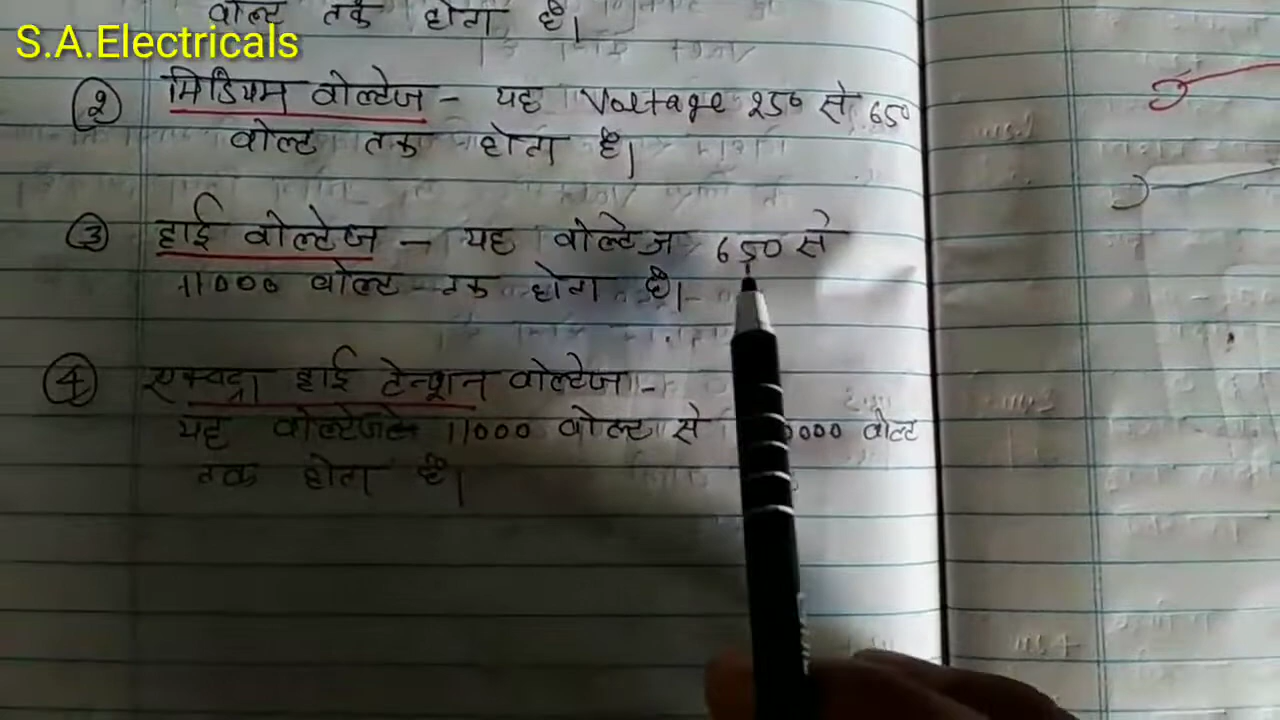 वोल्ट तक होता है।
S.A.Electricals
② मिडियम वोल्टेज - यह Voltage 250 से 650
वोल्ट तक होता है।
③ हाई वोल्टेज - यह वोल्टेज 650 से
11000 वोल्ट तक होता है।
④ एक्स्ट्रा हाई टेन्शन वोल्टेज -
यह 11000 वोल्ट से वोल्ट
तक होता है।